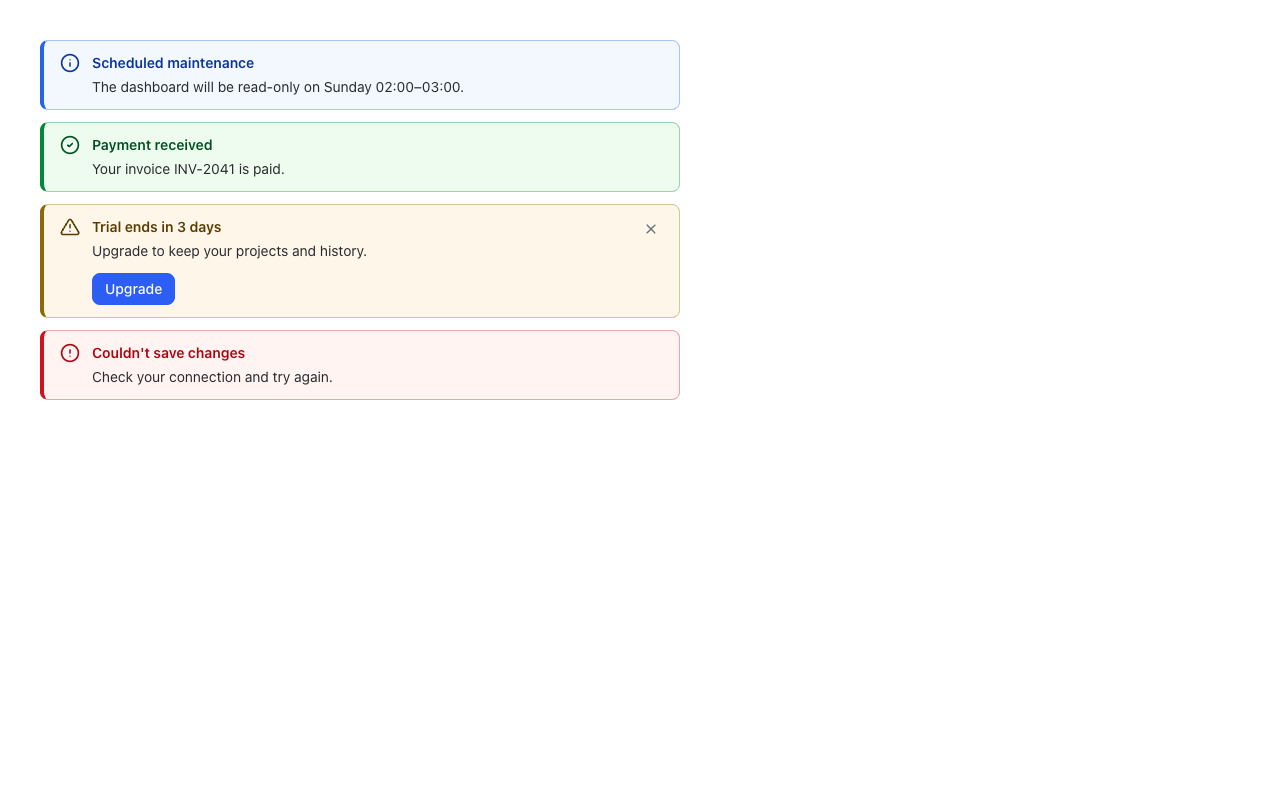 Scheduled maintenance
The dashboard will be read-only on Sunday 02:00–03:00.
Payment received
Your invoice INV-2041 is paid.
Trial ends in 3 days
Upgrade to keep your projects and history.
Upgrade
Couldn't save changes
Check your connection and try again.